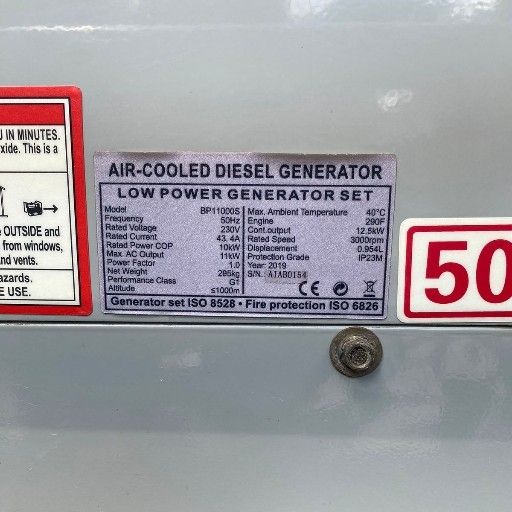 U IN MINUTES.
xide. This is a
e OUTSIDE and
from windows,
nd vents.
azards.
E USE.
AIR-COOLED DIESEL GENERATOR
LOW POWER GENERATOR SET
Model BP11000S
Frequency 50Hz
Rated Voltage 230V
Rated Current 43.4A
Rated Power COP 10kW
Max. AC Output 11kW
Power Factor 1.0
Net Weight 285kg
Performance Class G1
Altitude ≤1000m
Max. Ambient Temperature 40°C
Engine 290F
Cont.output 12.5kW
Rated Speed 3000rpm
Displacement 0.954L
Protection Grade IP23M
Year: 2019
S/N. A1AB0154
CE
Generator set ISO 8528 • Fire protection ISO 6826
50